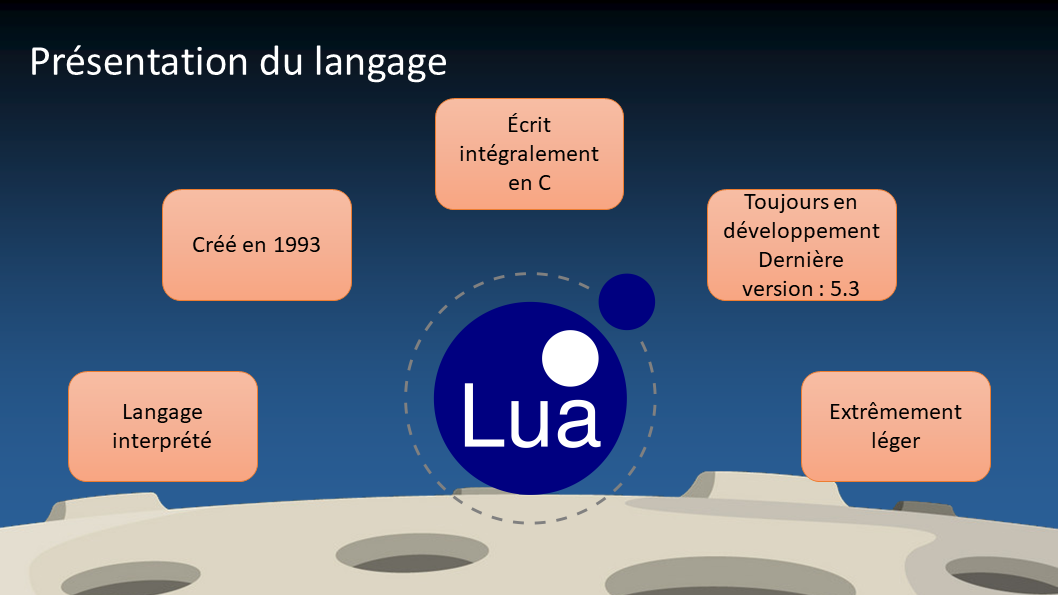 Présentation du langage
Écrit
intégralement
en C
Créé en 1993
Toujours en
développement
Dernière
version : 5.3
Lua
Langage
interprété
Extrêmement
léger